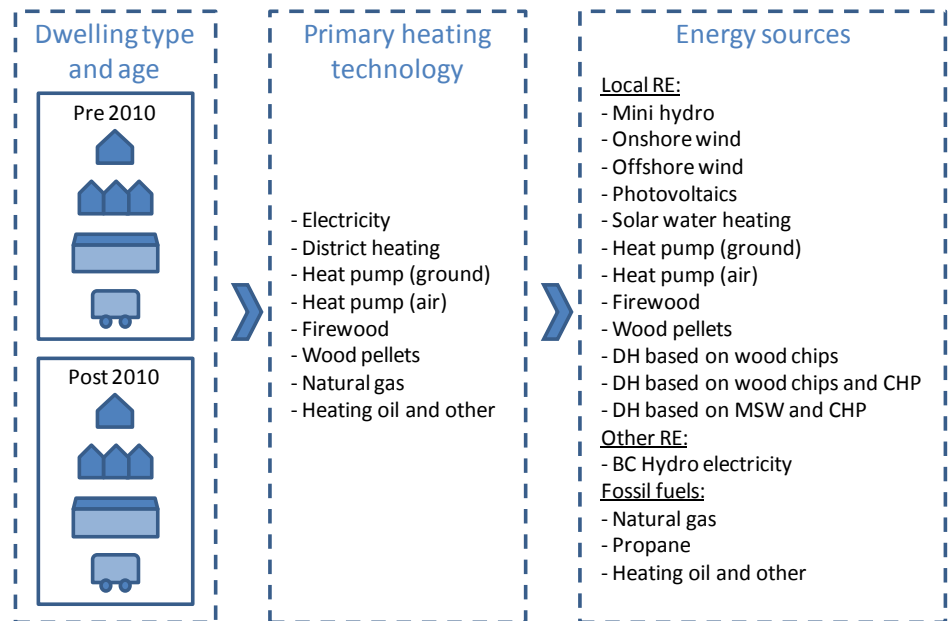 Dwelling type
and age
Pre 2010
Post 2010
Primary heating
technology
- Electricity
- District heating
- Heat pump (ground)
- Heat pump (air)
- Firewood
- Wood pellets
- Natural gas
- Heating oil and other
Energy sources
Local RE:
- Mini hydro
- Onshore wind
- Offshore wind
- Photovoltaics
- Solar water heating
- Heat pump (ground)
- Heat pump (air)
- Firewood
- Wood pellets
- DH based on wood chips
- DH based on wood chips and CHP
- DH based on MSW and CHP
Other RE:
- BC Hydro electricity
Fossil fuels:
- Natural gas
- Propane
- Heating oil and other